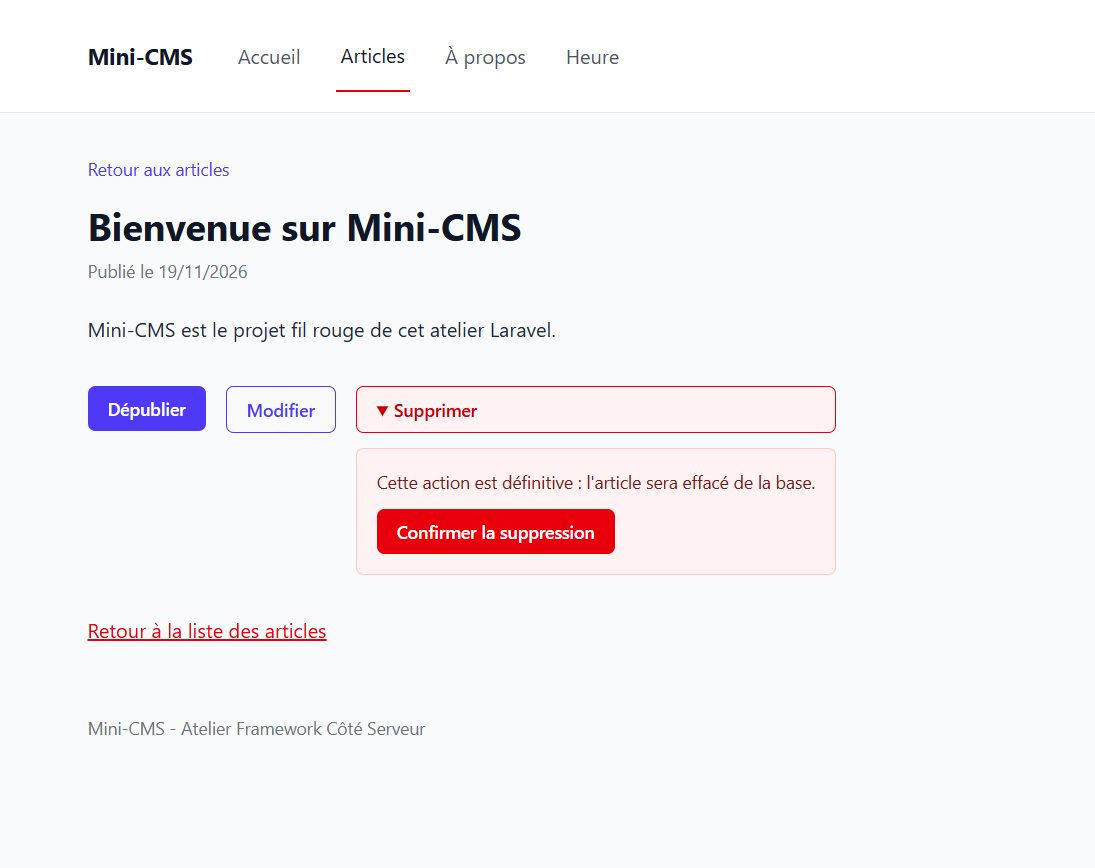 Mini-CMS Accueil Articles À propos Heure
Retour aux articles
Bienvenue sur Mini-CMS
Publié le 19/11/2026
Mini-CMS est le projet fil rouge de cet atelier Laravel.
Dépublier Modifier ▼ Supprimer
Cette action est définitive : l'article sera effacé de la base.
Confirmer la suppression
Retour à la liste des articles
Mini-CMS - Atelier Framework Côté Serveur